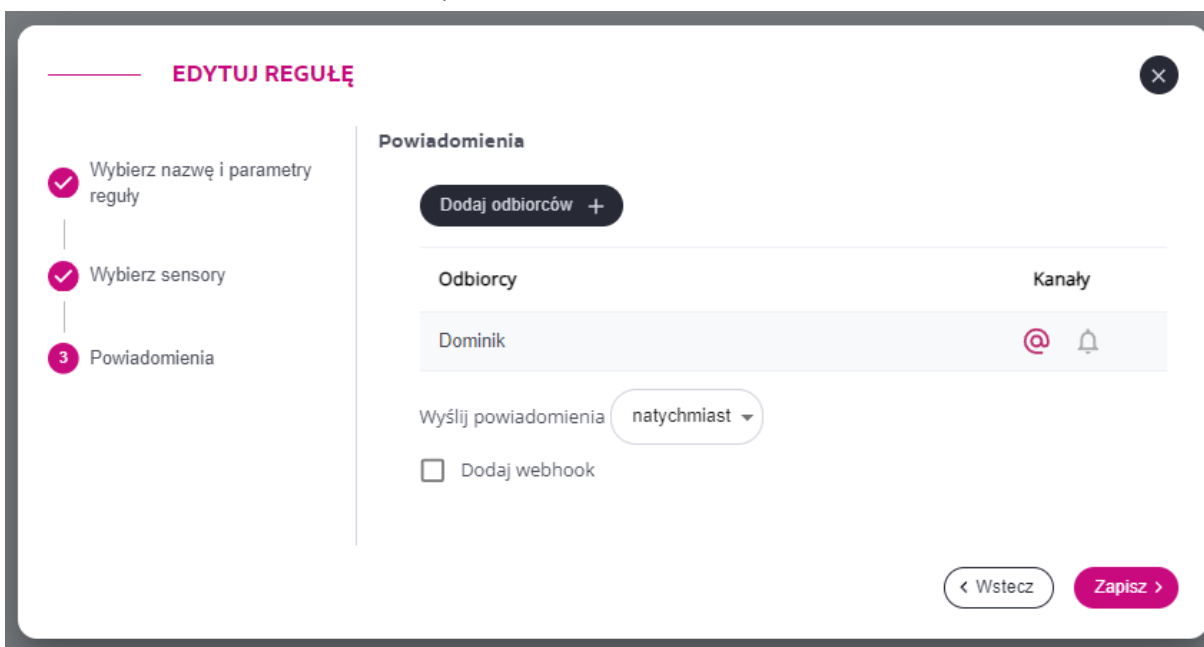 EDYTUJ REGUŁĘ
Wybierz nazwę i parametry
reguły
Wybierz sensory
3 Powiadomienia
Powiadomienia
Dodaj odbiorców +
Odbiorcy Kanały
Dominik @
Wyślij powiadomienia natychmiast
Dodaj webhook
< Wstecz Zapisz >